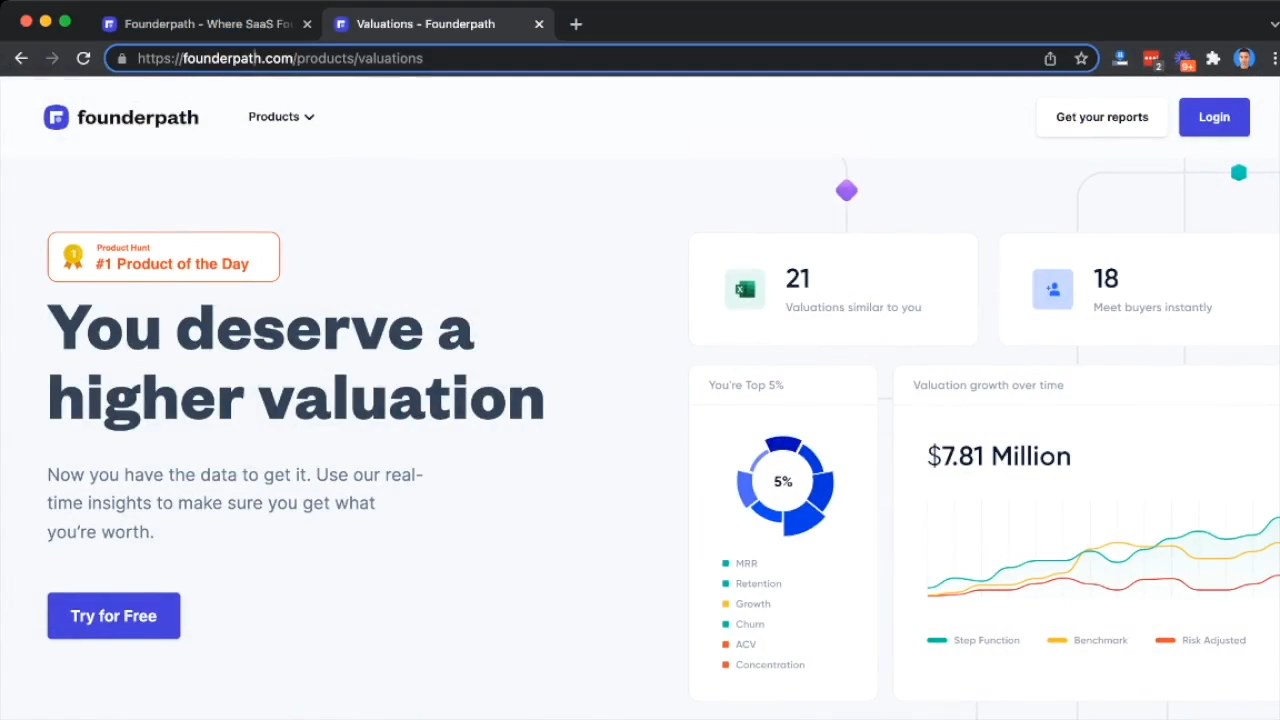 Founderpath - Where SaaS Fo
Valuations - Founderpath
https://founderpath.com/products/valuations
2
9+
founderpath
Products
Get your reports
Login
Product Hunt
1
#1 Product of the Day
You deserve a
higher valuation
Now you have the data to get it. Use our real-
time insights to make sure you get what
you're worth.
Try for Free
21
Valuations similar to you
18
Meet buyers instantly
You're Top 5%
5%
MRR
Retention
Growth
Churn
ACV
Concentration
Valuation growth over time
$7.81 Million
Step Function
Benchmark
Risk Adjusted